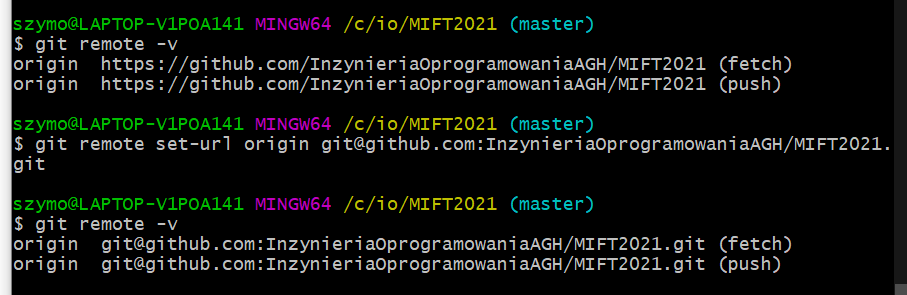 szymo@LAPTOP-V1POA141 MINGW64 /c/io/MIFT2021 (master)
$ git remote -v
origin  https://github.com/InzynieriaOprogramowaniaAGH/MIFT2021 (fetch)
origin  https://github.com/InzynieriaOprogramowaniaAGH/MIFT2021 (push)
szymo@LAPTOP-V1POA141 MINGW64 /c/io/MIFT2021 (master)
$ git remote set-url origin git@github.com:InzynieriaOprogramowaniaAGH/MIFT2021.
git
szymo@LAPTOP-V1POA141 MINGW64 /c/io/MIFT2021 (master)
$ git remote -v
origin  git@github.com:InzynieriaOprogramowaniaAGH/MIFT2021.git (fetch)
origin  git@github.com:InzynieriaOprogramowaniaAGH/MIFT2021.git (push)